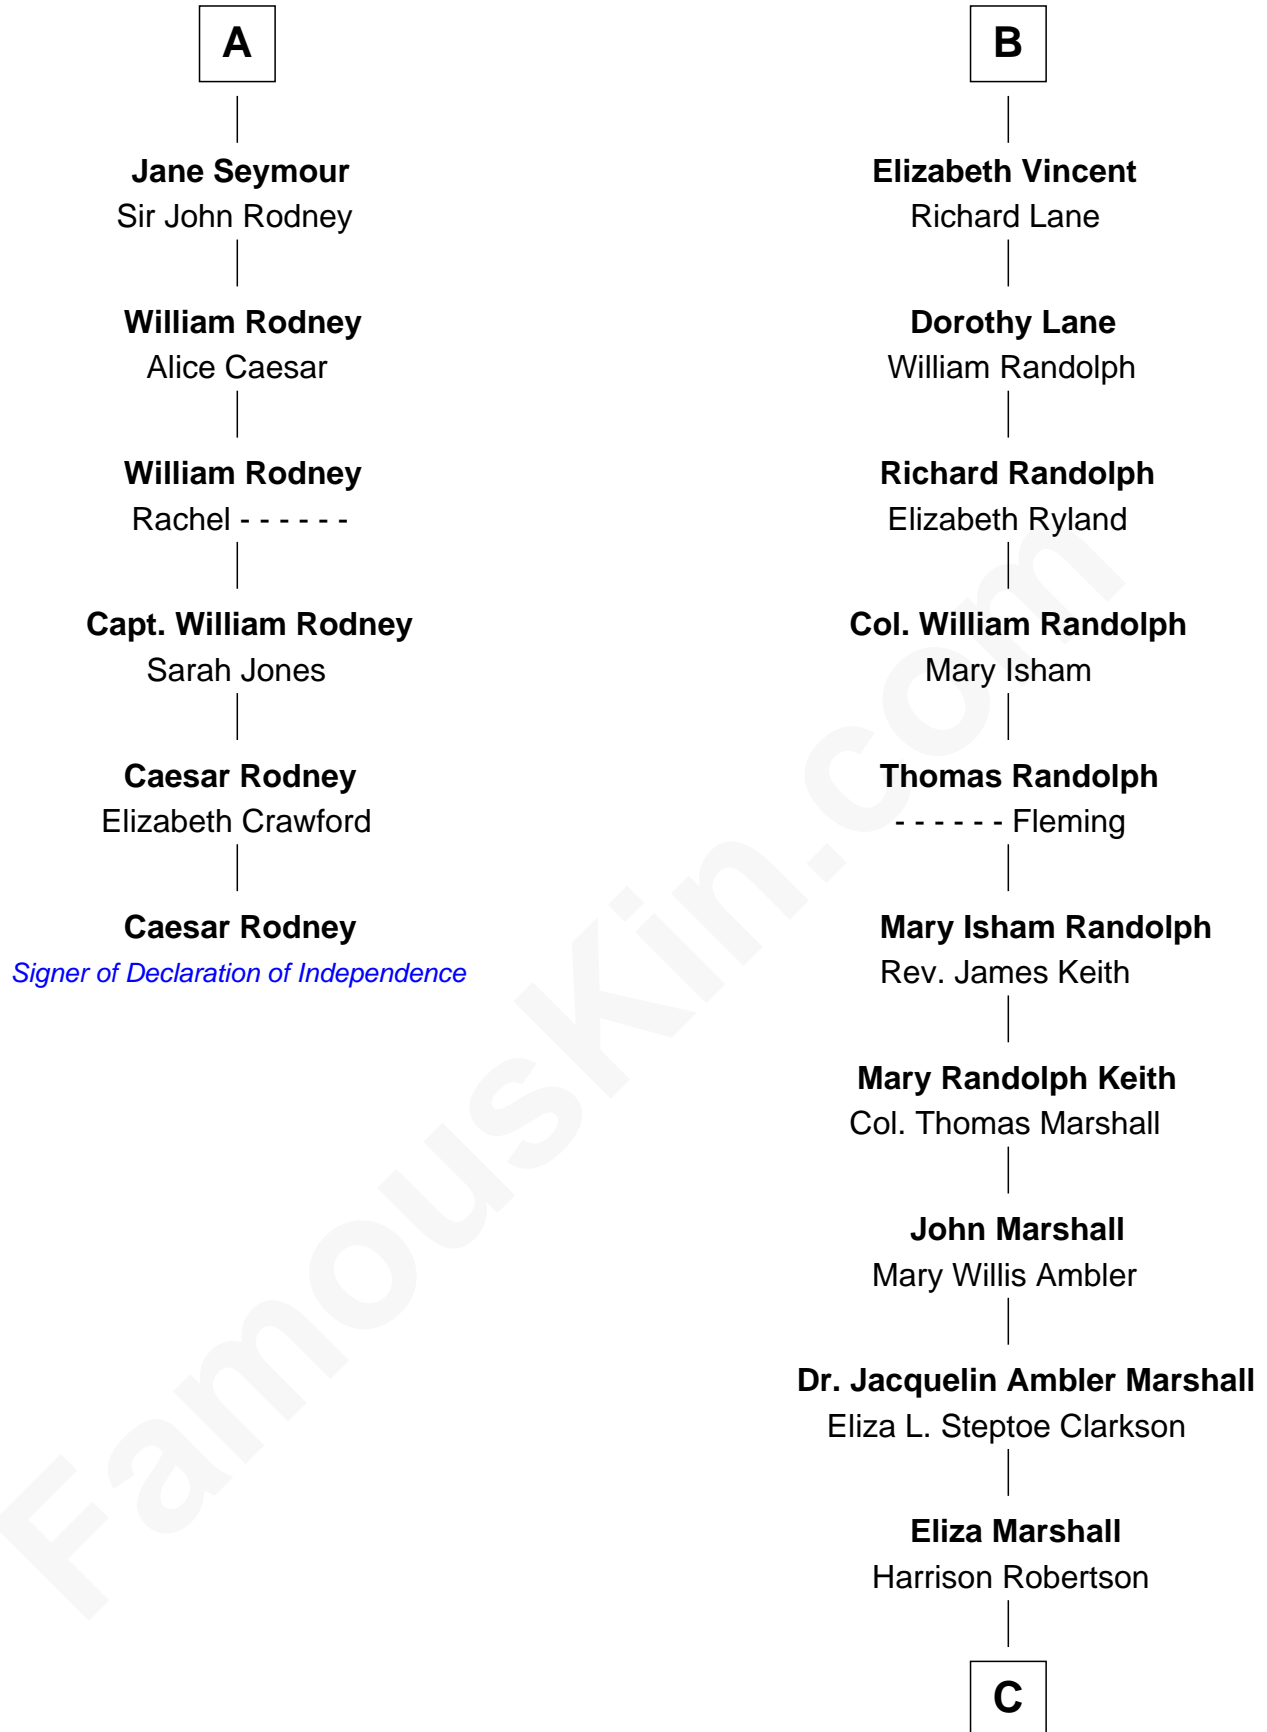 A
Jane Seymour
Sir John Rodney
William Rodney
Alice Caesar
William Rodney
Rachel - - - - - -
Capt. William Rodney
Sarah Jones
Caesar Rodney
Elizabeth Crawford
Caesar Rodney
Signer of Declaration of Independence
B
Elizabeth Vincent
Richard Lane
Dorothy Lane
William Randolph
Richard Randolph
Elizabeth Ryland
Col. William Randolph
Mary Isham
Thomas Randolph
- - - - - - Fleming
Mary Isham Randolph
Rev. James Keith
Mary Randolph Keith
Col. Thomas Marshall
John Marshall
Mary Willis Ambler
Dr. Jacquelin Ambler Marshall
Eliza L. Steptoe Clarkson
Eliza Marshall
Harrison Robertson
C
FamousKin.com